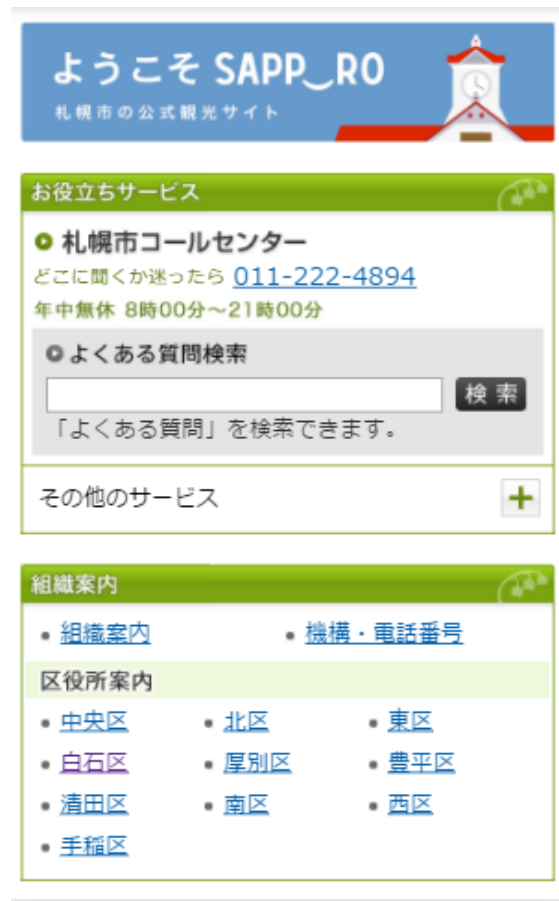 ようこそ SAPP_RO
札幌市の公式観光サイト
お役立ちサービス
札幌市コールセンター
どこに聞くか迷ったら 011-222-4894
年中無休 8時00分～21時00分
よくある質問検索
検索
「よくある質問」を検索できます。
その他のサービス
組織案内
組織案内 機構・電話番号
区役所案内
中央区 北区 東区
白石区 厚別区 豊平区
清田区 南区 西区
手稲区